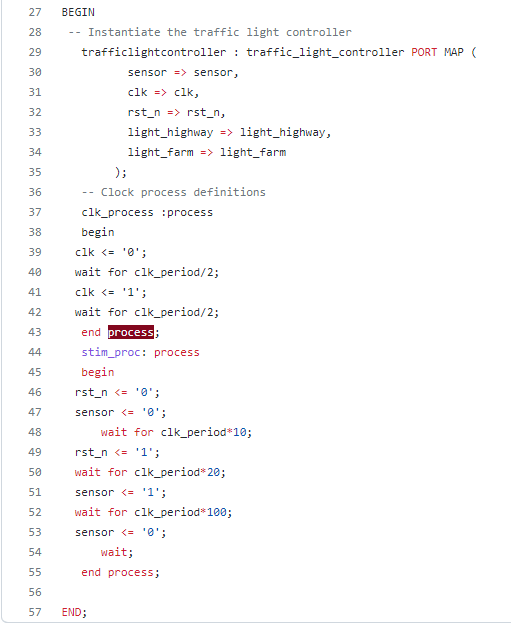 27 BEGIN
28 -- Instantiate the traffic light controller
29 trafficlightcontroller : traffic_light_controller PORT MAP (
30 sensor => sensor,
31 clk => clk,
32 rst_n => rst_n,
33 light_highway => light_highway,
34 light_farm => light_farm
35 );
36 -- Clock process definitions
37 clk_process :process
38 begin
39 clk <= '0';
40 wait for clk_period/2;
41 clk <= '1';
42 wait for clk_period/2;
43 end process;
44 stim_proc: process
45 begin
46 rst_n <= '0';
47 sensor <= '0';
48 wait for clk_period*10;
49 rst_n <= '1';
50 wait for clk_period*20;
51 sensor <= '1';
52 wait for clk_period*100;
53 sensor <= '0';
54 wait;
55 end process;
56
57 END;